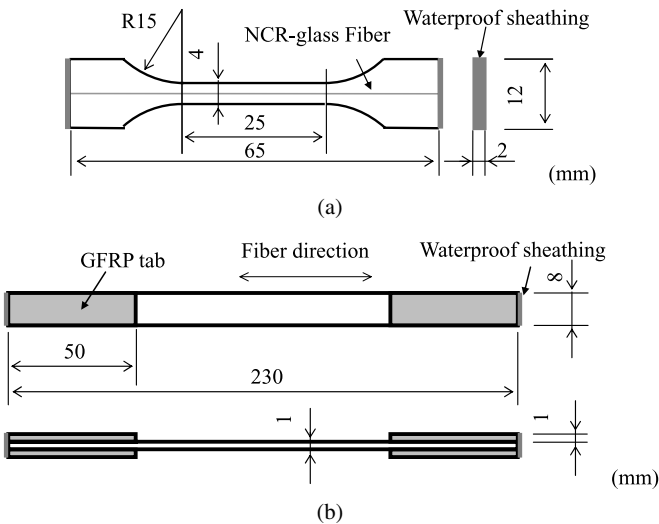 R15
4
NCR-glass Fiber
Waterproof sheathing
12
25
65
2
(mm)
(a)
GFRP tab
Fiber direction
Waterproof sheathing
8
50
230
1
1
(mm)
(b)